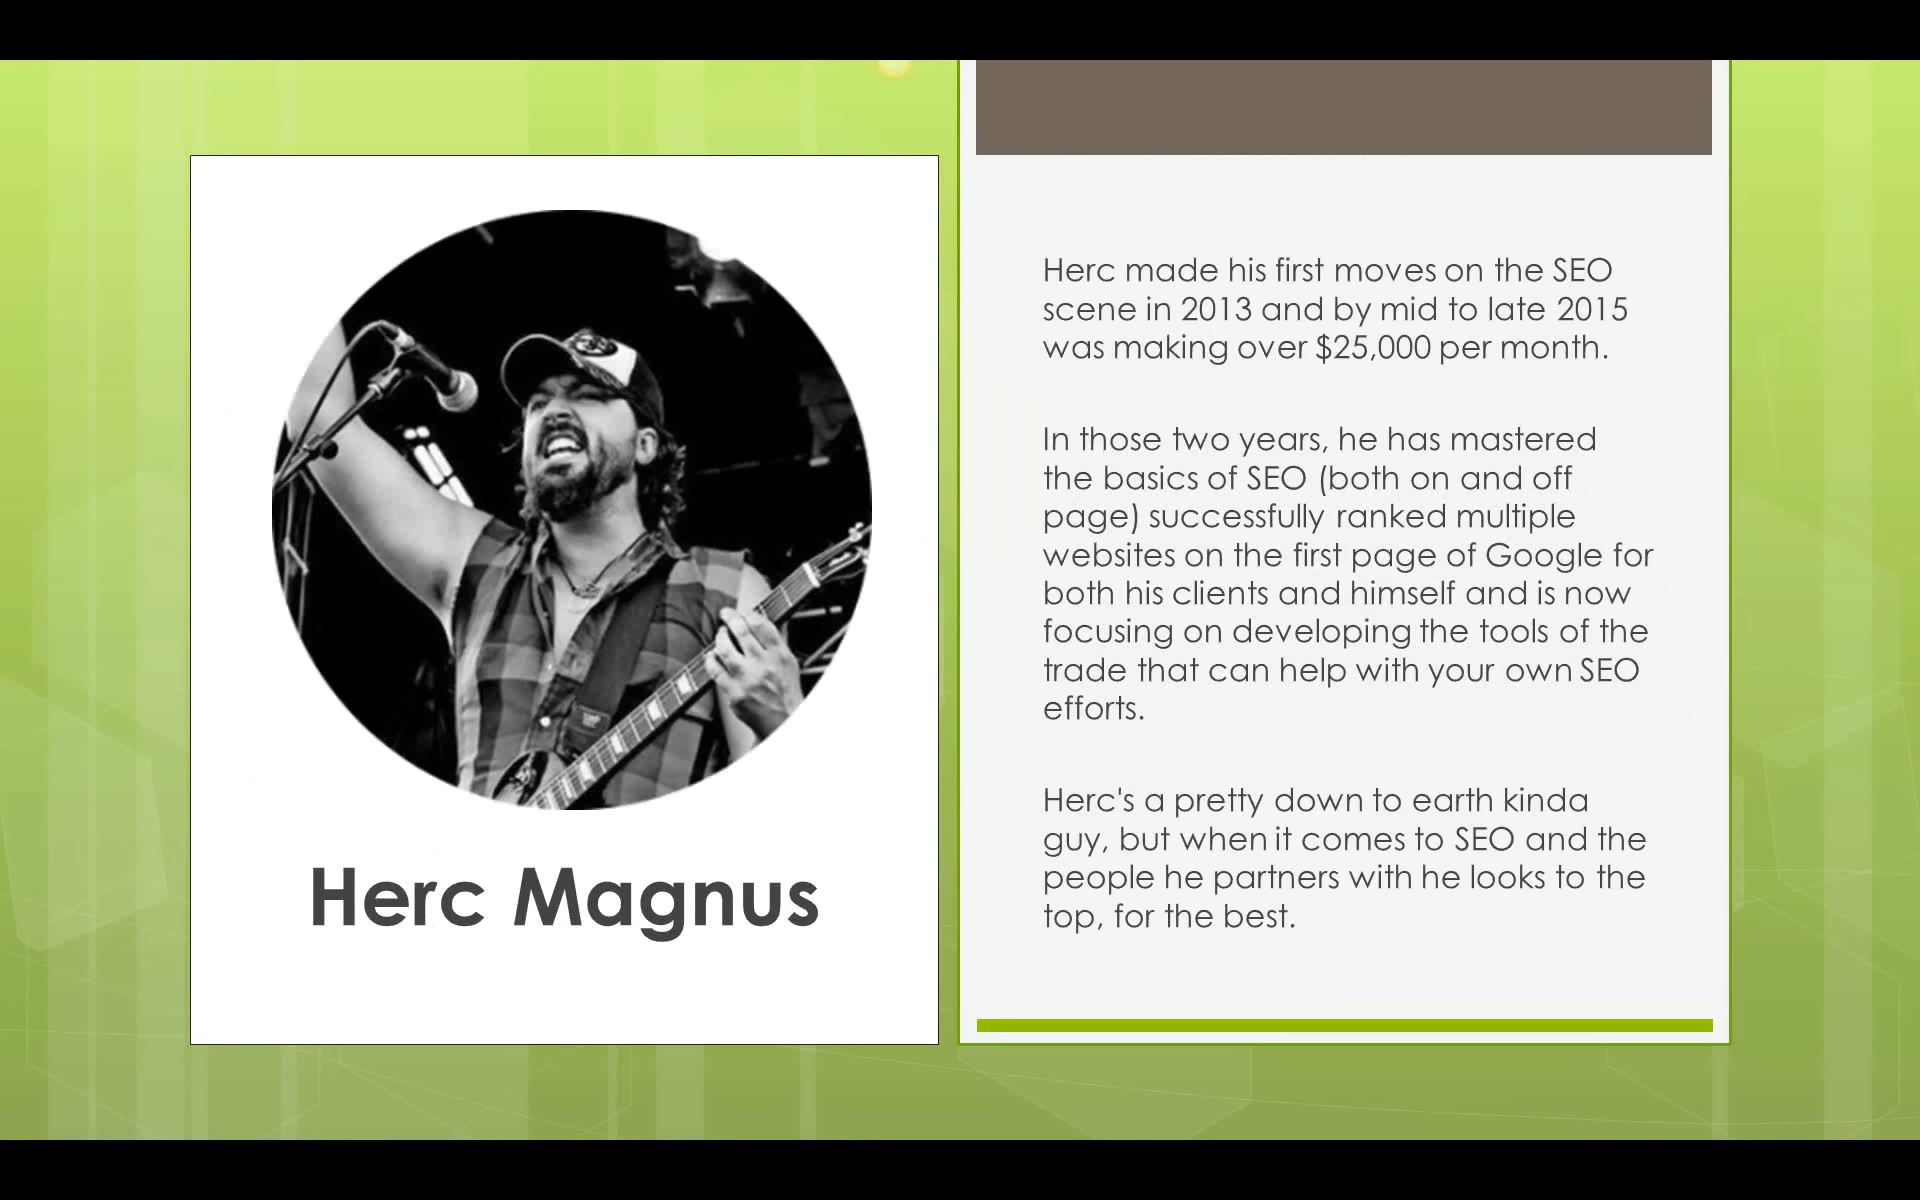 Herc Magnus
Herc made his first moves on the SEO
scene in 2013 and by mid to late 2015
was making over $25,000 per month.
In those two years, he has mastered
the basics of SEO (both on and off
page) successfully ranked multiple
websites on the first page of Google for
both his clients and himself and is now
focusing on developing the tools of the
trade that can help with your own SEO
efforts.
Herc's a pretty down to earth kinda
guy, but when it comes to SEO and the
people he partners with he looks to the
top, for the best.